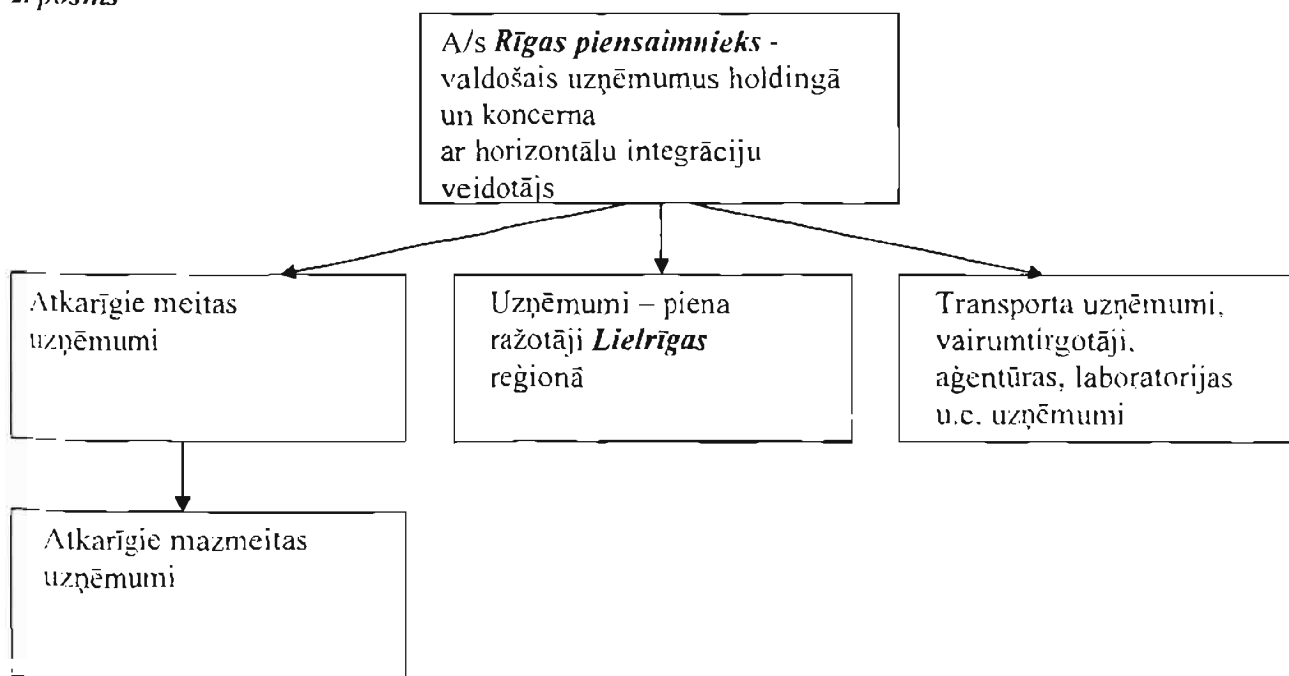 posms
A/s Rīgas piensaimnieks -
valdošais uzņēmumus holdingā
un koncerna
ar horizontālu integrāciju
veidotājs
Atkarīgie meitas
uzņēmumi
Uzņēmumi – piena
ražotāji Lielrīgas
reģionā
Transporta uzņēmumi,
vairumtirgotāji,
aģentūras, laboratorijas
u.c. uzņēmumi
Atkarīgie mazmeitas
uzņēmumi